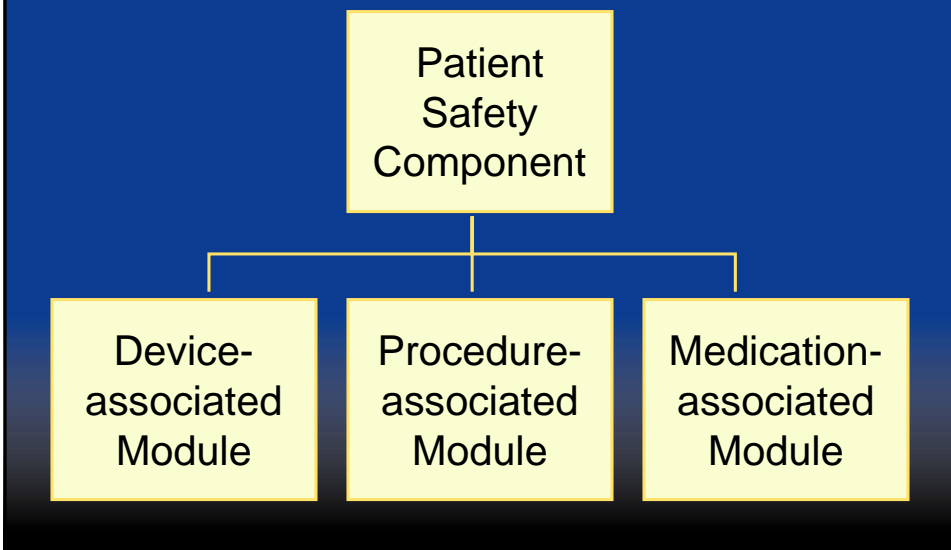 Patient
Safety
Component
Device-
associated
Module
Procedure-
associated
Module
Medication-
associated
Module